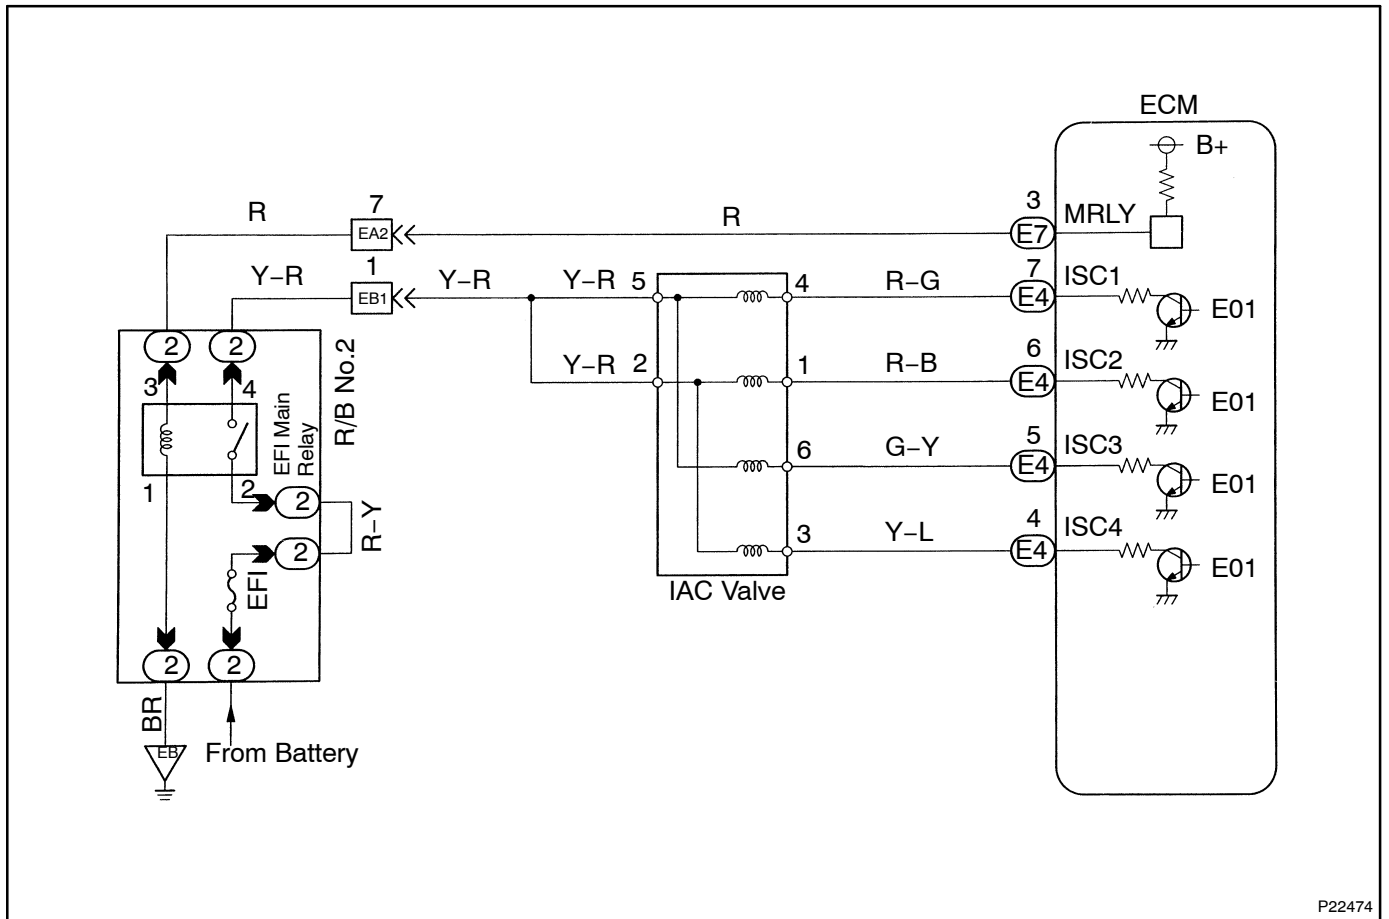 ECM
B+
R
7
EA2
R
3
E7
MRLY
Y–R
1
EB1
Y–R
Y–R
5
4
R–G
7
E4
ISC1
E01
Y–R
2
1
R–B
6
E4
ISC2
E01
6
G–Y
5
E4
ISC3
E01
3
Y–L
4
E4
ISC4
E01
IAC Valve
2
2
R/B No.2
3
4
EFI Main
Relay
1
2
2
R–Y
2
EFI
2
2
BR
EB
From Battery
P22474